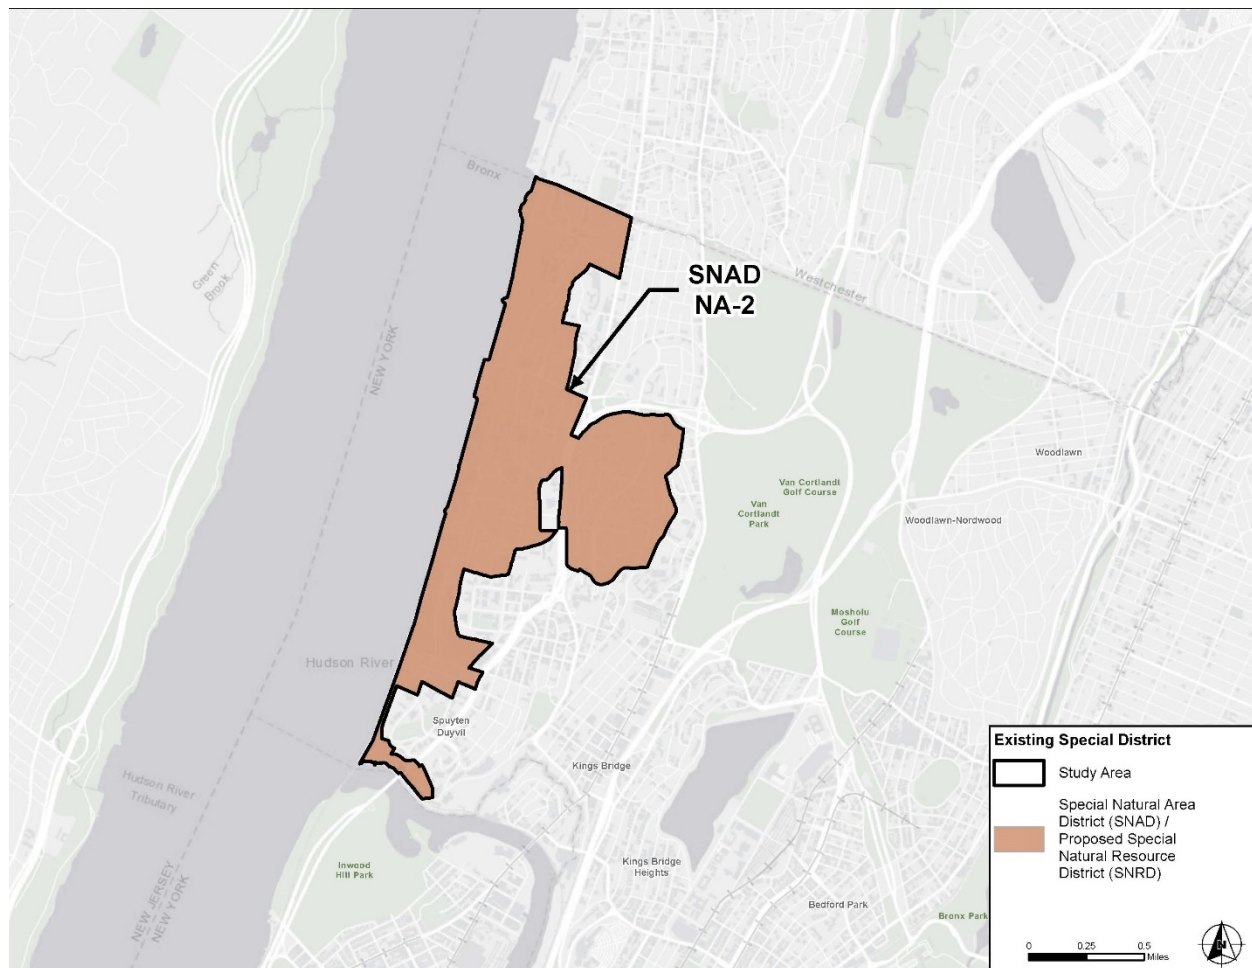 Bronx
Green
Brook
SNAD
NA-2
Westchester
NEW YORK
Woodlawn
Van Cortlandt
Golf Course
Van
Cortlandt
Park
Woodlawn-Nordwood
Mosholu
Golf
Course
Hudson River
Spuyten
Duyvil
Kings Bridge
Hudson River
Tributary
Inwood
Hill Park
Kings Bridge
Heights
Bedford Park
Bronx Park
NEW JERSEY
NEW YORK
Existing Special District
Study Area
Special Natural Area
District (SNAD) /
Proposed Special
Natural Resource
District (SNRD)
0 0.25 0.5
Miles
N